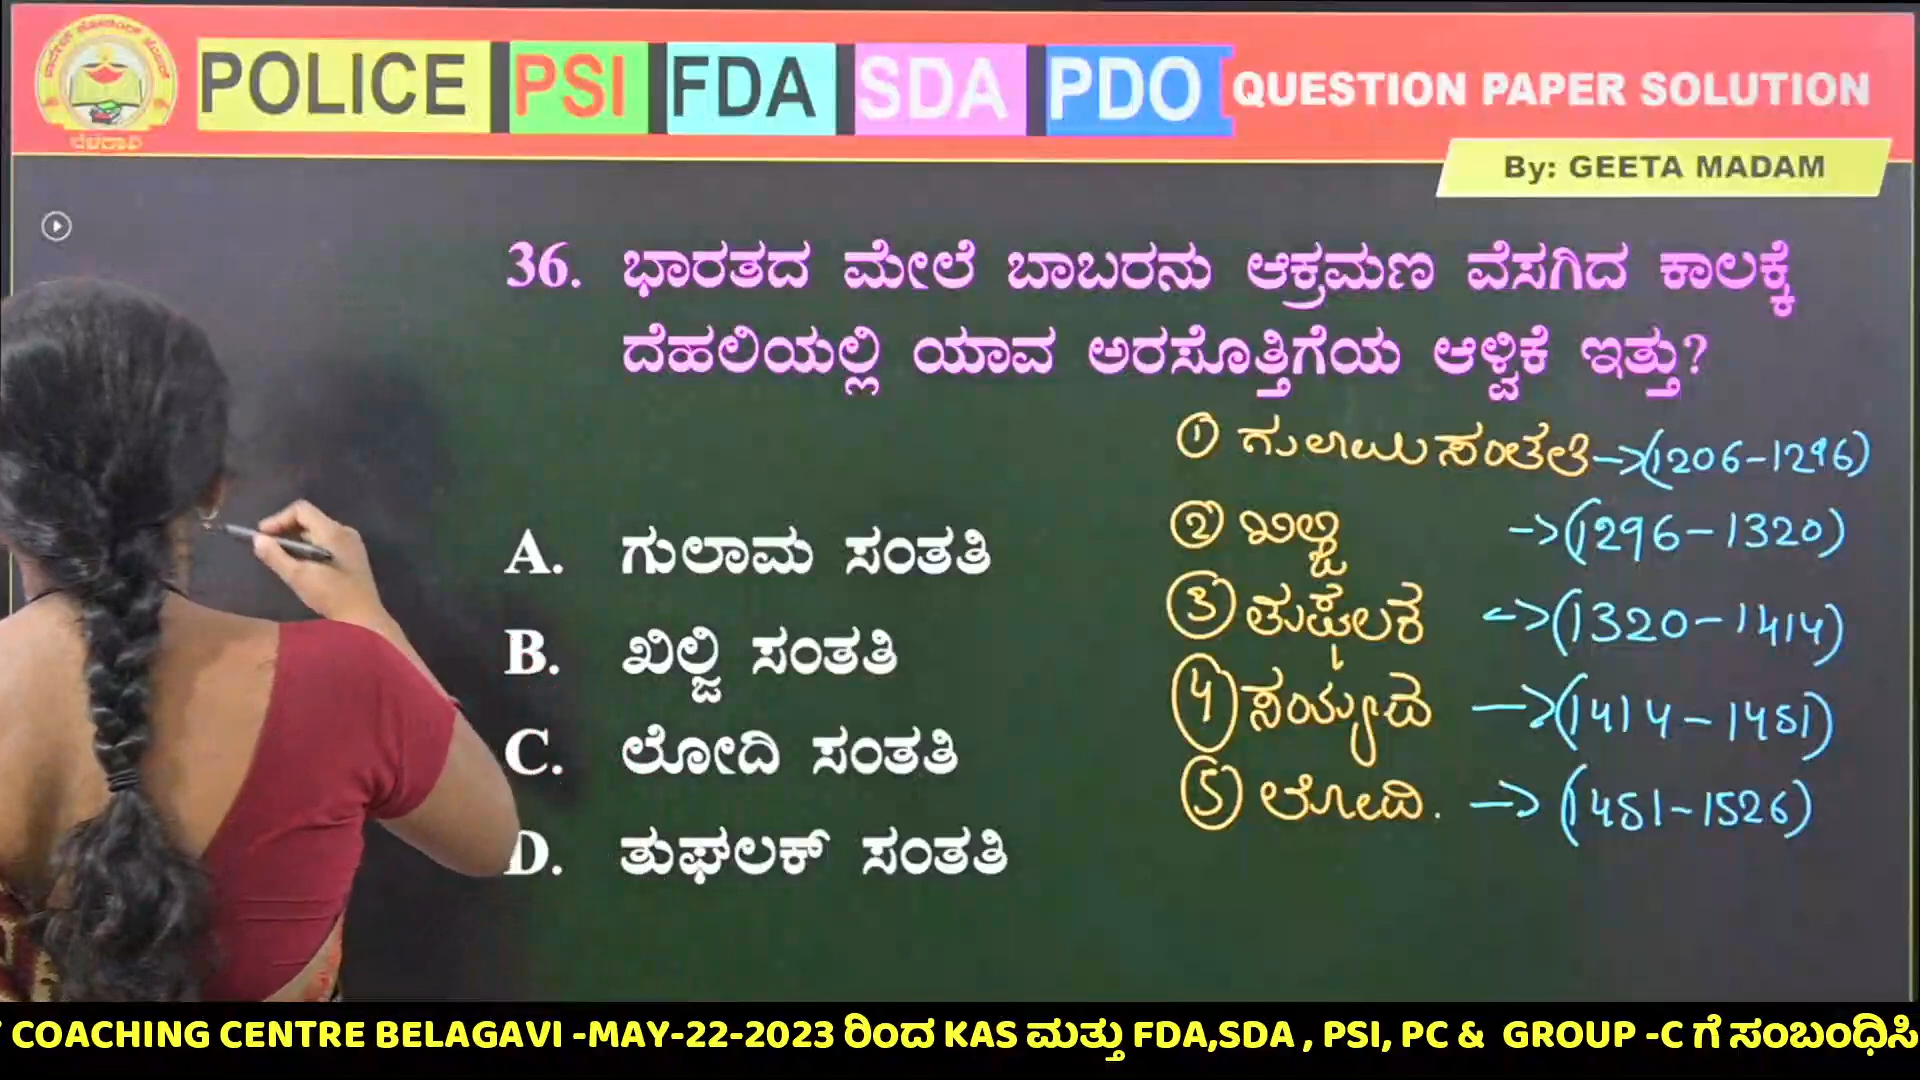 POLICE PSI FDA SDA PDO QUESTION PAPER SOLUTION
By: GEETA MADAM
ಬೆಳಗಾವಿ
36. ಭಾರತದ ಮೇಲೆ ಬಾಬರನು ಆಕ್ರಮಣ ವೆಸಗಿದ ಕಾಲಕ್ಕೆ
ದೆಹಲಿಯಲ್ಲಿ ಯಾವ ಅರಸೊತ್ತಿಗೆಯ ಆಳ್ವಿಕೆ ಇತ್ತು?
A. ಗುಲಾಮ ಸಂತತಿ
B. ಖಿಲ್ಜಿ ಸಂತತಿ
C. ಲೋದಿ ಸಂತತಿ
D. ತುಘಲಕ್ ಸಂತತಿ
① ಗುಲಾಮ ಸಂತತಿ → (1206-1296)
② ಖಿಲ್ಜಿ → (1296-1320)
③ ತುಘಲಕ → (1320-1414)
④ ಸಯ್ಯದ → (1414-1451)
⑤ ಲೋದಿ. → (1451-1526)
COACHING CENTRE BELAGAVI -MAY-22-2023 ರಿಂದ KAS ಮತ್ತು FDA,SDA , PSI, PC & GROUP -C ಗೆ ಸಂಬಂಧಿಸಿ